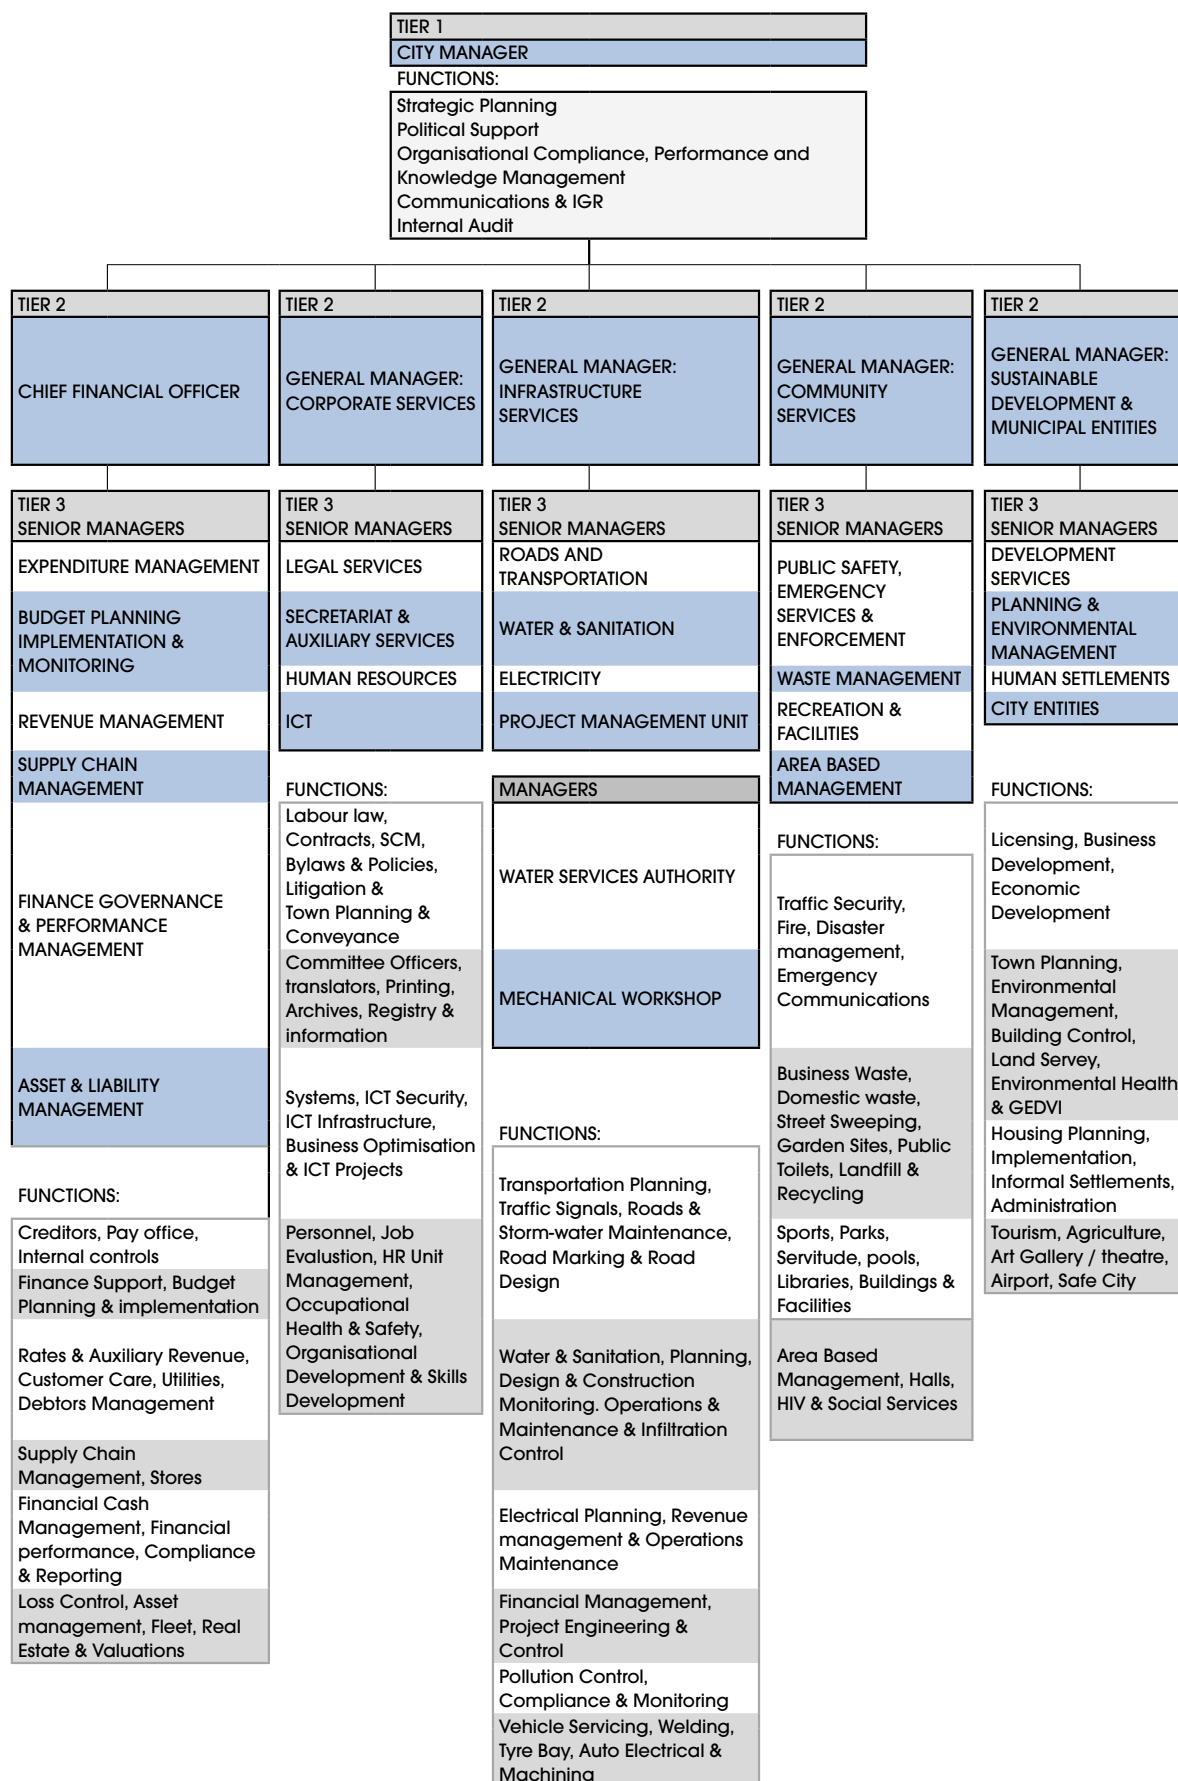 TIER 1
CITY MANAGER
FUNCTIONS:
Strategic Planning
Political Support
Organisational Compliance, Performance and
Knowledge Management
Communications & IGR
Internal Audit
TIER 2
CHIEF FINANCIAL OFFICER
TIER 3
SENIOR MANAGERS
EXPENDITURE MANAGEMENT
BUDGET PLANNING
IMPLEMENTATION &
MONITORING
REVENUE MANAGEMENT
SUPPLY CHAIN
MANAGEMENT
FINANCE GOVERNANCE
& PERFORMANCE
MANAGEMENT
ASSET & LIABILITY
MANAGEMENT
FUNCTIONS:
Creditors, Pay office,
Internal controls
Finance Support, Budget
Planning & implementation
Rates & Auxiliary Revenue,
Customer Care, Utilities,
Debtors Management
Supply Chain
Management, Stores
Financial Cash
Management, Financial
performance, Compliance
& Reporting
Loss Control, Asset
management, Fleet, Real
Estate & Valuations
TIER 2
GENERAL MANAGER:
CORPORATE SERVICES
TIER 3
SENIOR MANAGERS
LEGAL SERVICES
SECRETARIAT &
AUXILIARY SERVICES
HUMAN RESOURCES
ICT
FUNCTIONS:
Labour law,
Contracts, SCM,
Bylaws & Policies,
Litigation &
Town Planning &
Conveyance
Committee Officers,
translators, Printing,
Archives, Registry &
information
Systems, ICT Security,
ICT Infrastructure,
Business Optimisation
& ICT Projects
Personnel, Job
Evalustion, HR Unit
Management,
Occupational
Health & Safety,
Organisational
Development & Skills
Development
TIER 2
GENERAL MANAGER:
INFRASTRUCTURE
SERVICES
TIER 3
SENIOR MANAGERS
ROADS AND
TRANSPORTATION
WATER & SANITATION
ELECTRICITY
PROJECT MANAGEMENT UNIT
MANAGERS
WATER SERVICES AUTHORITY
MECHANICAL WORKSHOP
FUNCTIONS:
Transportation Planning,
Traffic Signals, Roads &
Storm-water Maintenance,
Road Marking & Road
Design
Water & Sanitation, Planning,
Design & Construction
Monitoring. Operations &
Maintenance & Infiltration
Control
Electrical Planning, Revenue
management & Operations
Maintenance
Financial Management,
Project Engineering &
Control
Pollution Control,
Compliance & Monitoring
Vehicle Servicing, Welding,
Tyre Bay, Auto Electrical &
Machining
TIER 2
GENERAL MANAGER:
COMMUNITY
SERVICES
TIER 3
SENIOR MANAGERS
PUBLIC SAFETY,
EMERGENCY
SERVICES &
ENFORCEMENT
WASTE MANAGEMENT
RECREATION &
FACILITIES
AREA BASED
MANAGEMENT
FUNCTIONS:
Traffic Security,
Fire, Disaster
management,
Emergency
Communications
Business Waste,
Domestic waste,
Street Sweeping,
Garden Sites, Public
Toilets, Landfill &
Recycling
Sports, Parks,
Servitude, pools,
Libraries, Buildings &
Facilities
Area Based
Management, Halls,
HIV & Social Services
TIER 2
GENERAL MANAGER:
SUSTAINABLE
DEVELOPMENT &
MUNICIPAL ENTITIES
TIER 3
SENIOR MANAGERS
DEVELOPMENT
SERVICES
PLANNING &
ENVIRONMENTAL
MANAGEMENT
HUMAN SETTLEMENTS
CITY ENTITIES
FUNCTIONS:
Licensing, Business
Development,
Economic
Development
Town Planning,
Environmental
Management,
Building Control,
Land Servey,
Environmental Health
& GEDVI
Housing Planning,
Implementation,
Informal Settlements,
Administration
Tourism, Agriculture,
Art Gallery / theatre,
Airport, Safe City